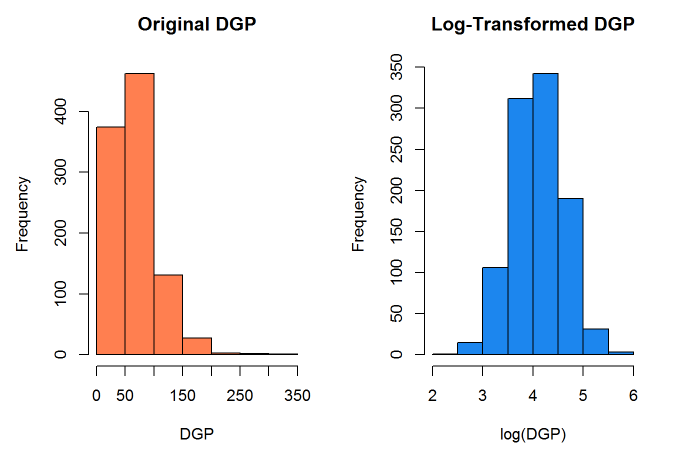 Original DGP
Frequency
0 100 200 300 400
0 50 150 250 350
DGP
Log-Transformed DGP
Frequency
0 50 100 150 200 250 300 350
2 3 4 5 6
log(DGP)